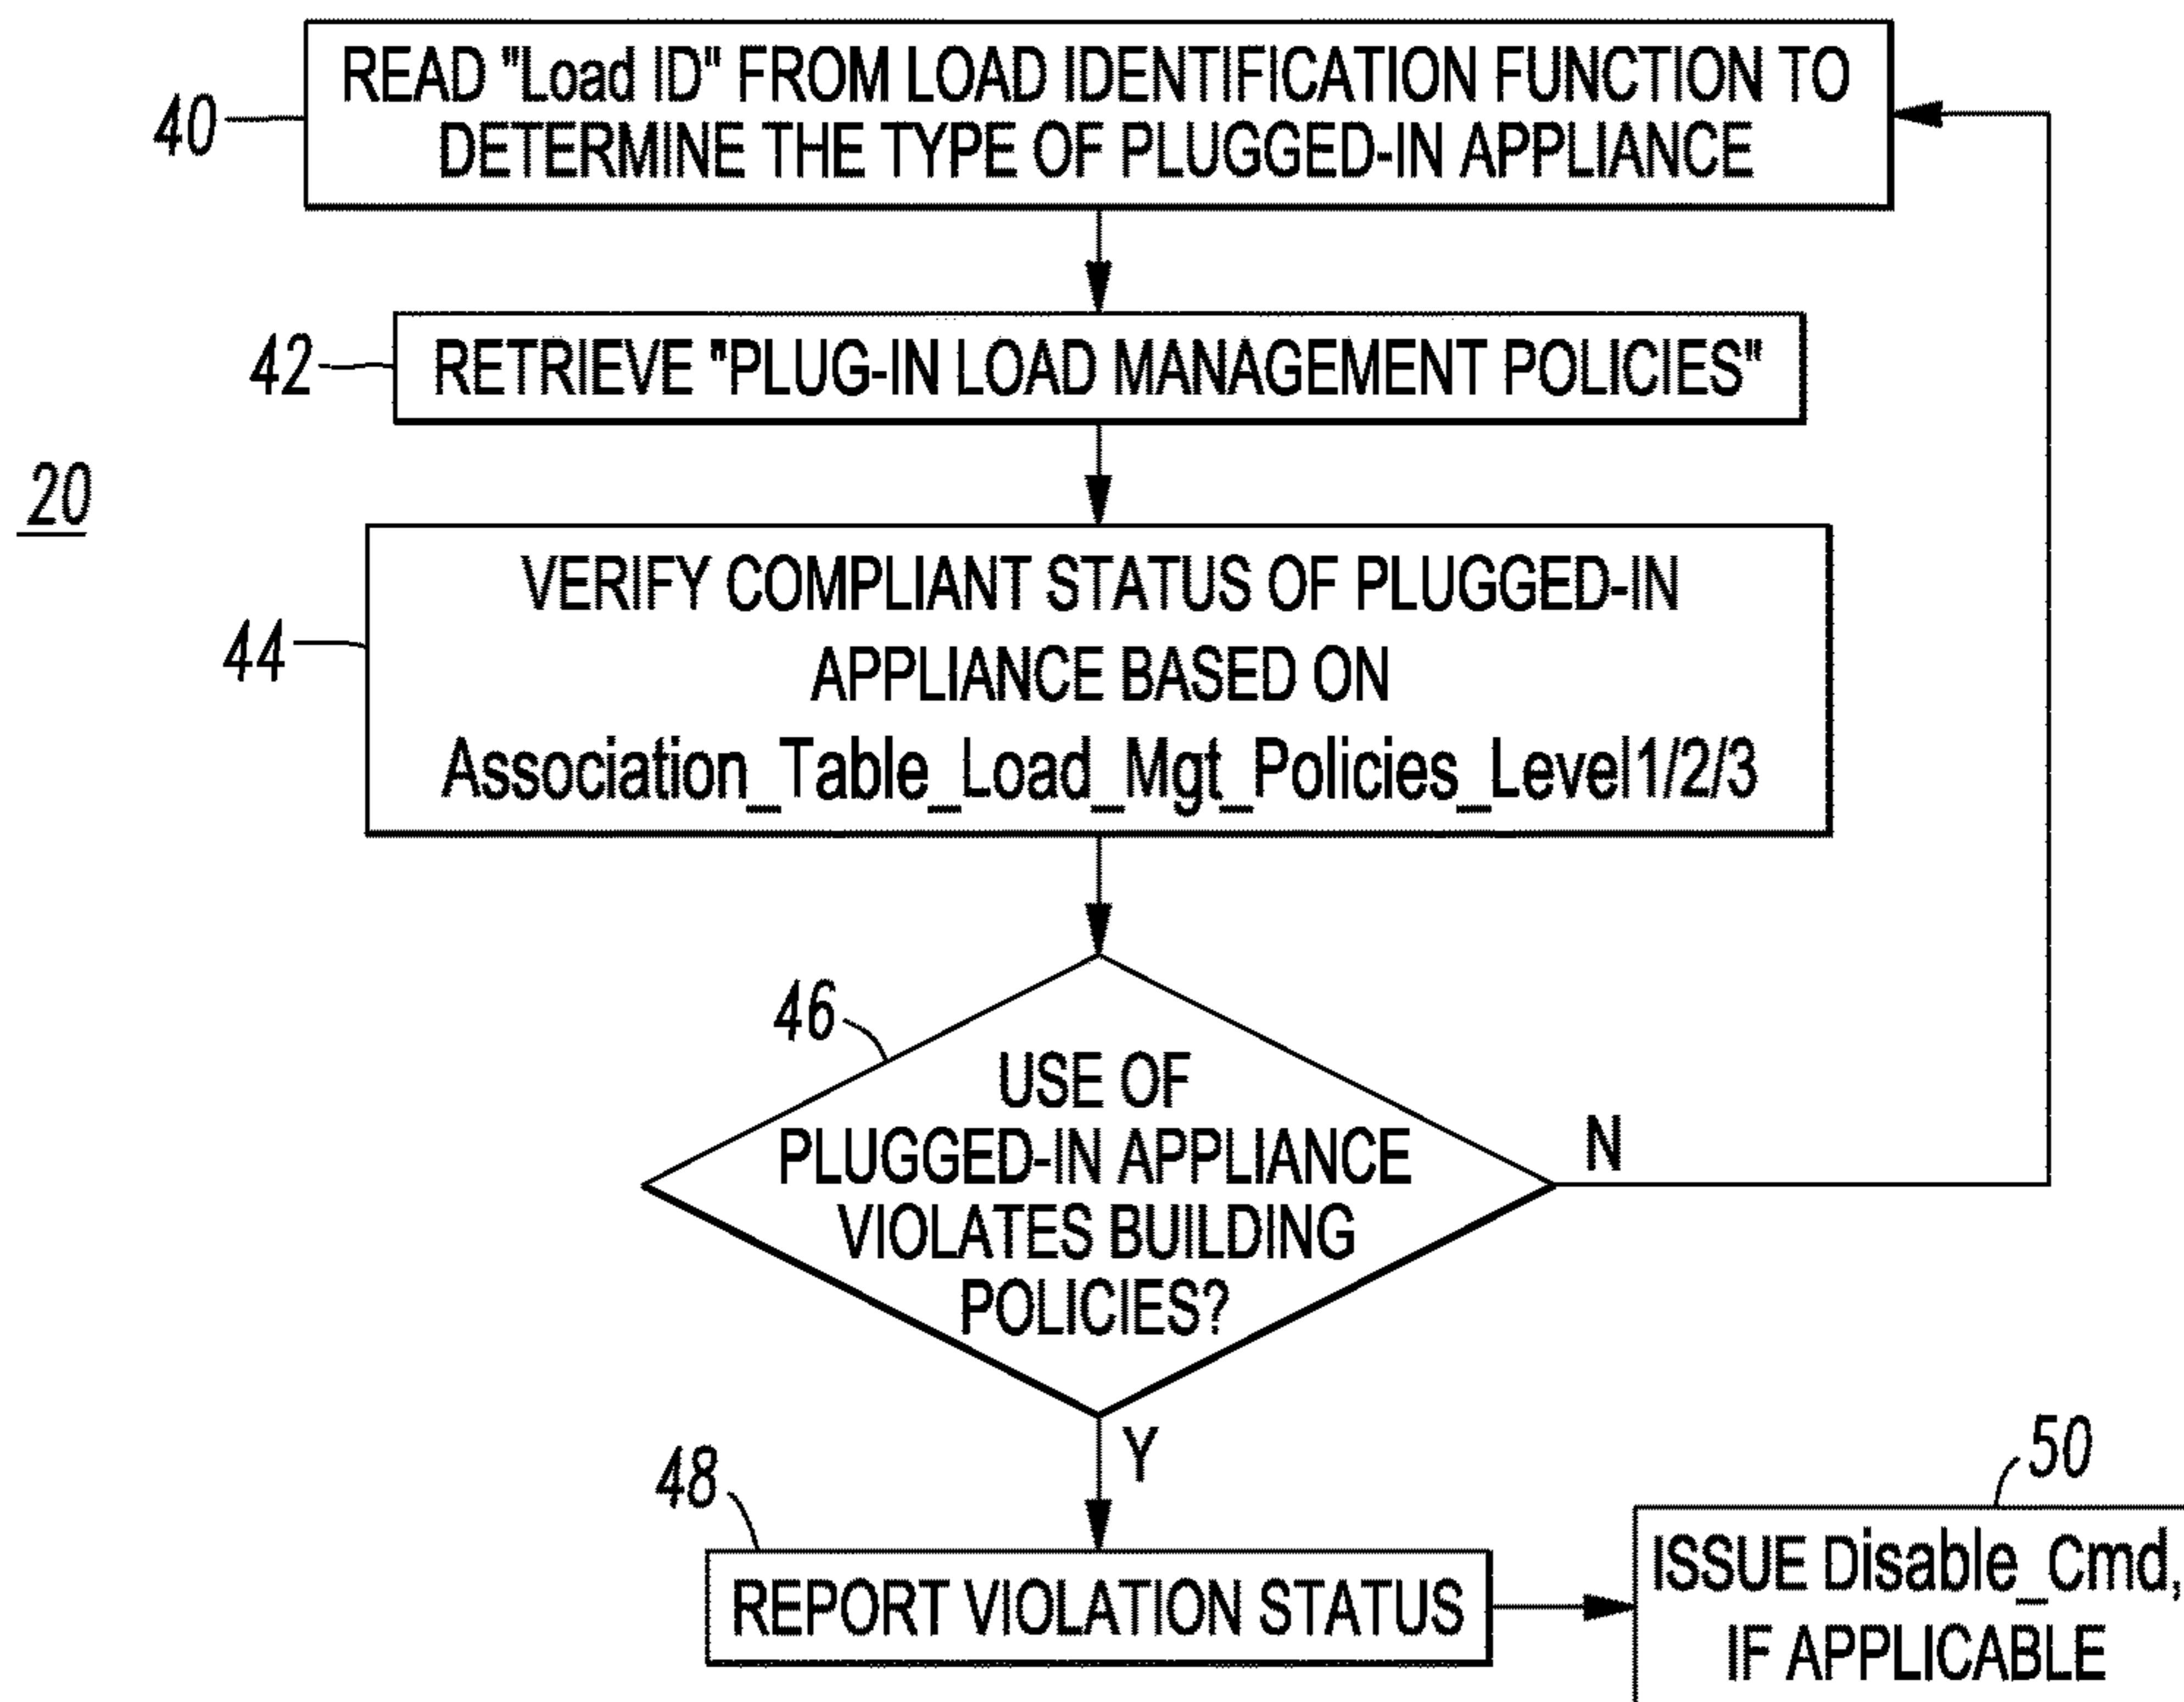 READ "Load ID" FROM LOAD IDENTIFICATION FUNCTION TO
DETERMINE THE TYPE OF PLUGGED-IN APPLIANCE
40
RETRIEVE "PLUG-IN LOAD MANAGEMENT POLICIES"
42
20
VERIFY COMPLIANT STATUS OF PLUGGED-IN
APPLIANCE BASED ON
Association_Table_Load_Mgt_Policies_Level1/2/3
44
46
USE OF
PLUGGED-IN APPLIANCE
VIOLATES BUILDING
POLICIES?
N
Y
48
REPORT VIOLATION STATUS
50
ISSUE Disable_Cmd,
IF APPLICABLE